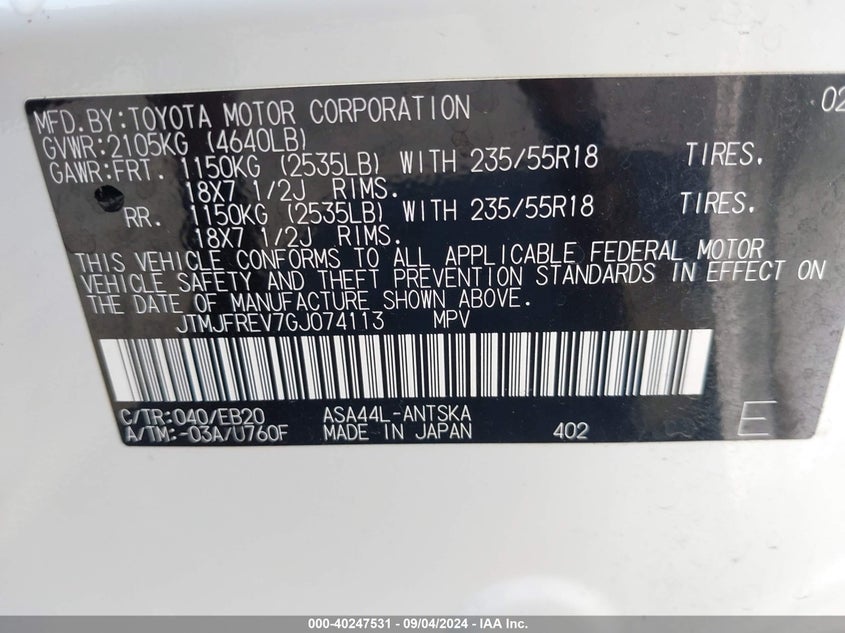 MFD.BY:TOYOTA MOTOR CORPORATION 02
GVWR:2105KG (4640LB)
GAWR:FRT. 1150KG (2535LB) WITH 235/55R18 TIRES.
18X7 1/2J RIMS.
RR. 1150KG (2535LB) WITH 235/55R18 TIRES.
18X7 1/2J RIMS.
THIS VEHICLE CONFORMS TO ALL APPLICABLE FEDERAL MOTOR
VEHICLE SAFETY AND THEFT PREVENTION STANDARDS IN EFFECT ON
THE DATE OF MANUFACTURE SHOWN ABOVE.
JTMJFREV7GJ074113 MPV
C/TR:040/EB20 ASA44L-ANTSKA
A/TM:-03A/U760F MADE IN JAPAN 402 E
000-40247531 - 09/04/2024 - IAA Inc.